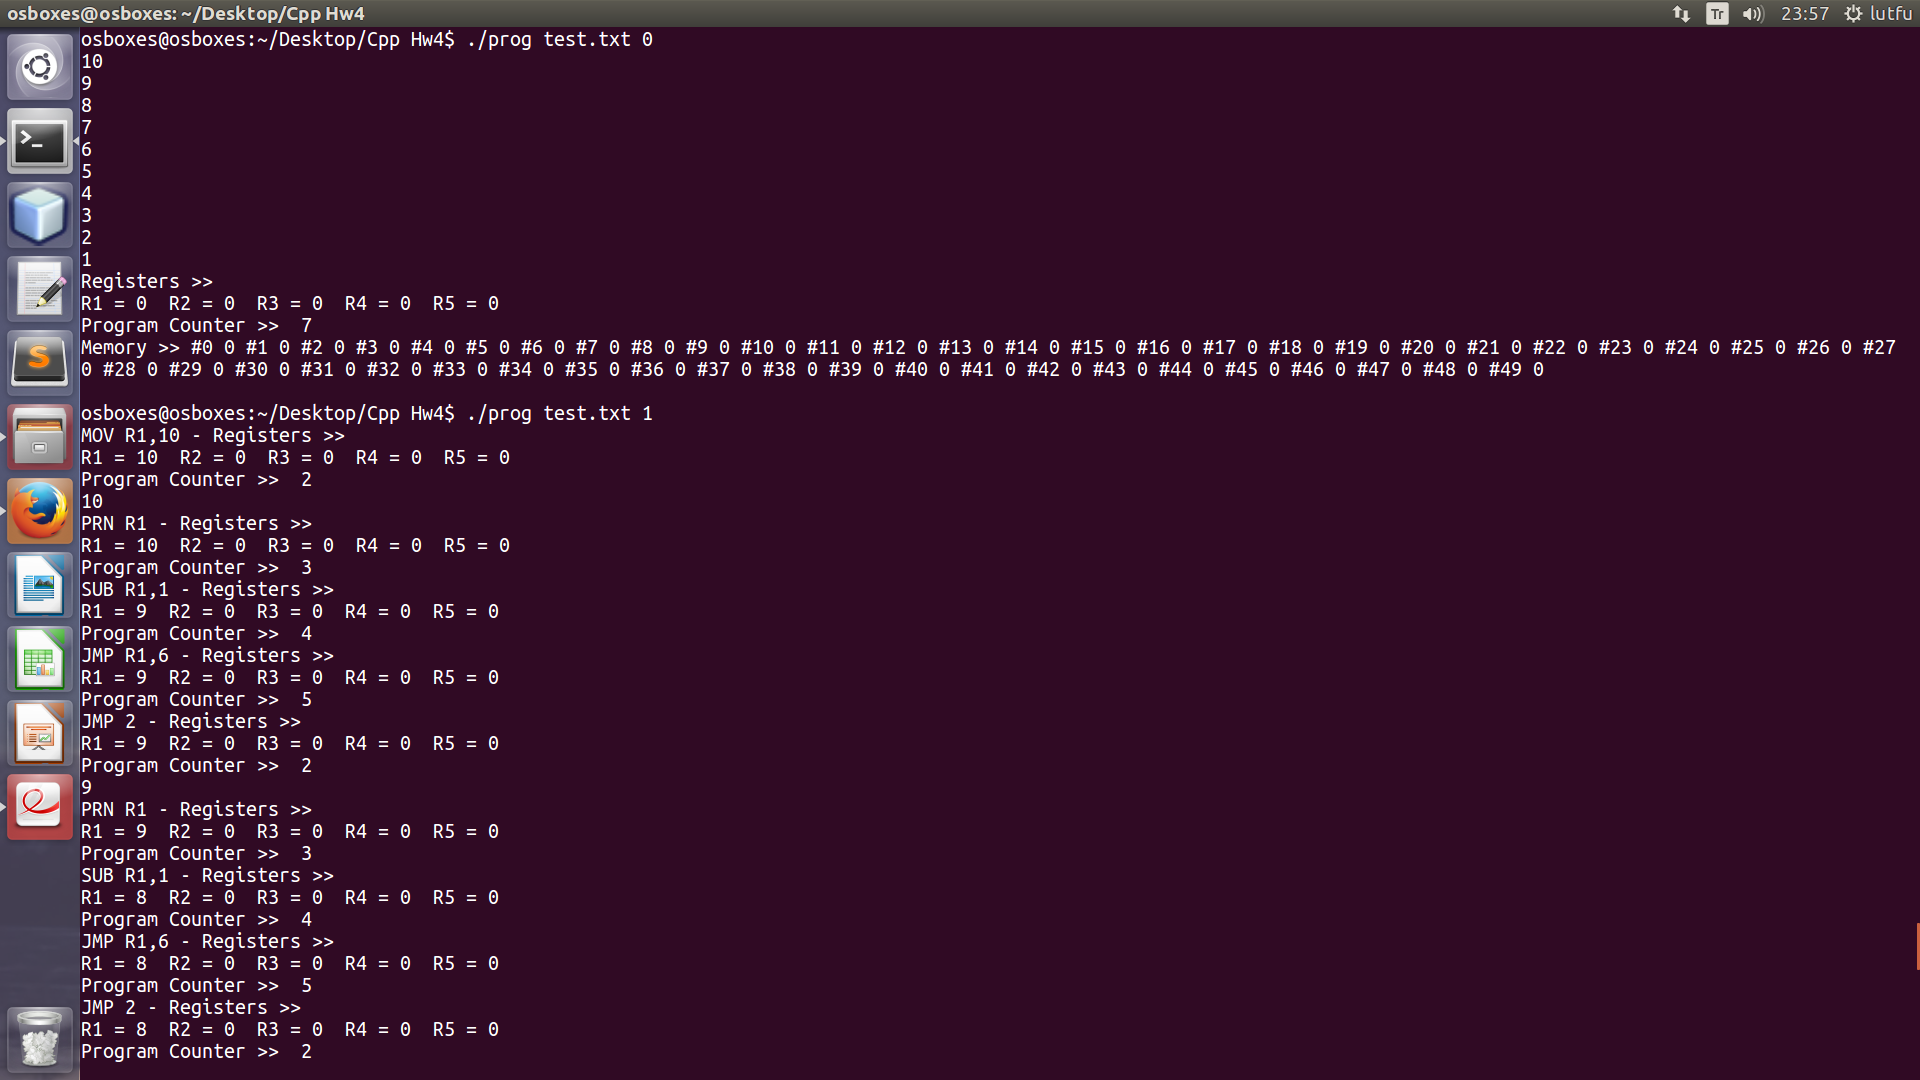 osboxes@osboxes: ~/Desktop/Cpp Hw4
Tr
23:57
lutfu
osboxes@osboxes:~/Desktop/Cpp Hw4$ ./prog test.txt 0
10
9
8
7
6
5
4
3
2
1
Registers >>
R1 = 0  R2 = 0  R3 = 0  R4 = 0  R5 = 0
Program Counter >>  7
Memory >> #0 0 #1 0 #2 0 #3 0 #4 0 #5 0 #6 0 #7 0 #8 0 #9 0 #10 0 #11 0 #12 0 #13 0 #14 0 #15 0 #16 0 #17 0 #18 0 #19 0 #20 0 #21 0 #22 0 #23 0 #24 0 #25 0 #26 0 #27
0 #28 0 #29 0 #30 0 #31 0 #32 0 #33 0 #34 0 #35 0 #36 0 #37 0 #38 0 #39 0 #40 0 #41 0 #42 0 #43 0 #44 0 #45 0 #46 0 #47 0 #48 0 #49 0
osboxes@osboxes:~/Desktop/Cpp Hw4$ ./prog test.txt 1
MOV R1,10 - Registers >>
R1 = 10  R2 = 0  R3 = 0  R4 = 0  R5 = 0
Program Counter >>  2
10
PRN R1 - Registers >>
R1 = 10  R2 = 0  R3 = 0  R4 = 0  R5 = 0
Program Counter >>  3
SUB R1,1 - Registers >>
R1 = 9  R2 = 0  R3 = 0  R4 = 0  R5 = 0
Program Counter >>  4
JMP R1,6 - Registers >>
R1 = 9  R2 = 0  R3 = 0  R4 = 0  R5 = 0
Program Counter >>  5
JMP 2 - Registers >>
R1 = 9  R2 = 0  R3 = 0  R4 = 0  R5 = 0
Program Counter >>  2
9
PRN R1 - Registers >>
R1 = 9  R2 = 0  R3 = 0  R4 = 0  R5 = 0
Program Counter >>  3
SUB R1,1 - Registers >>
R1 = 8  R2 = 0  R3 = 0  R4 = 0  R5 = 0
Program Counter >>  4
JMP R1,6 - Registers >>
R1 = 8  R2 = 0  R3 = 0  R4 = 0  R5 = 0
Program Counter >>  5
JMP 2 - Registers >>
R1 = 8  R2 = 0  R3 = 0  R4 = 0  R5 = 0
Program Counter >>  2